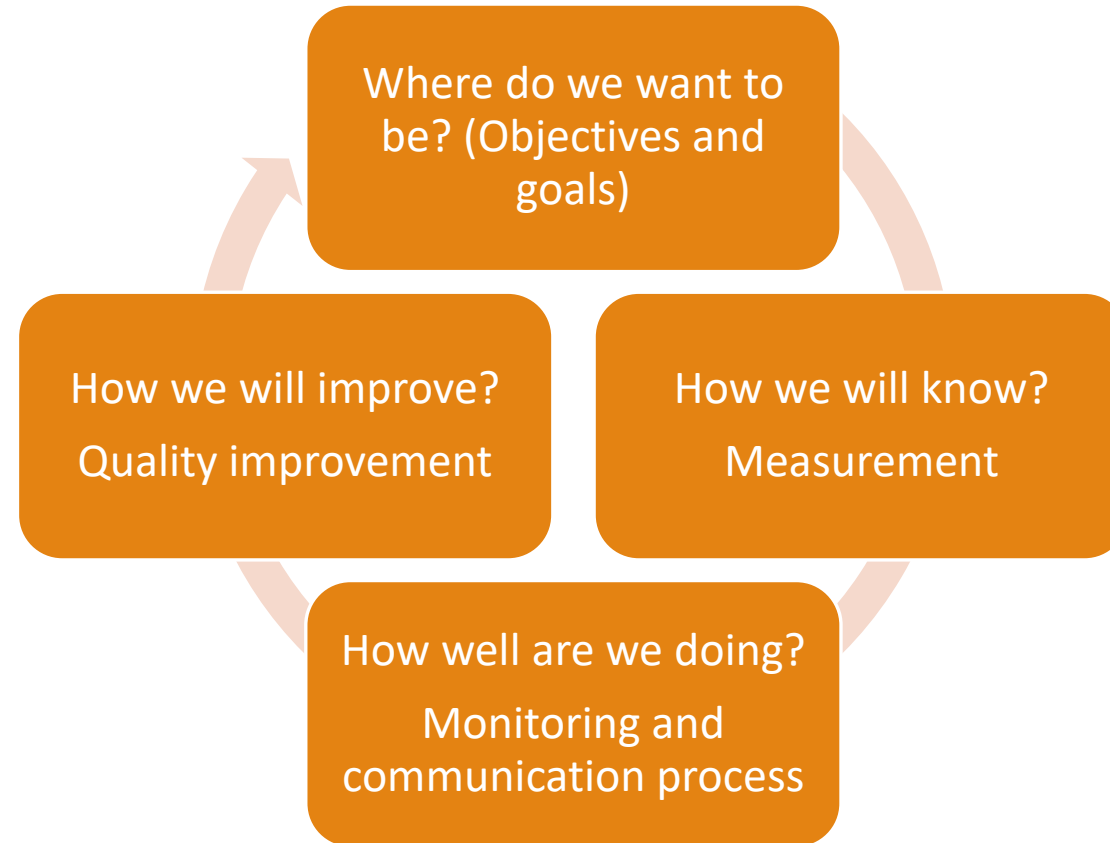 Where do we want to
be? (Objectives and
goals)
How we will know?
Measurement
How well are we doing?
Monitoring and
communication process
How we will improve?
Quality improvement